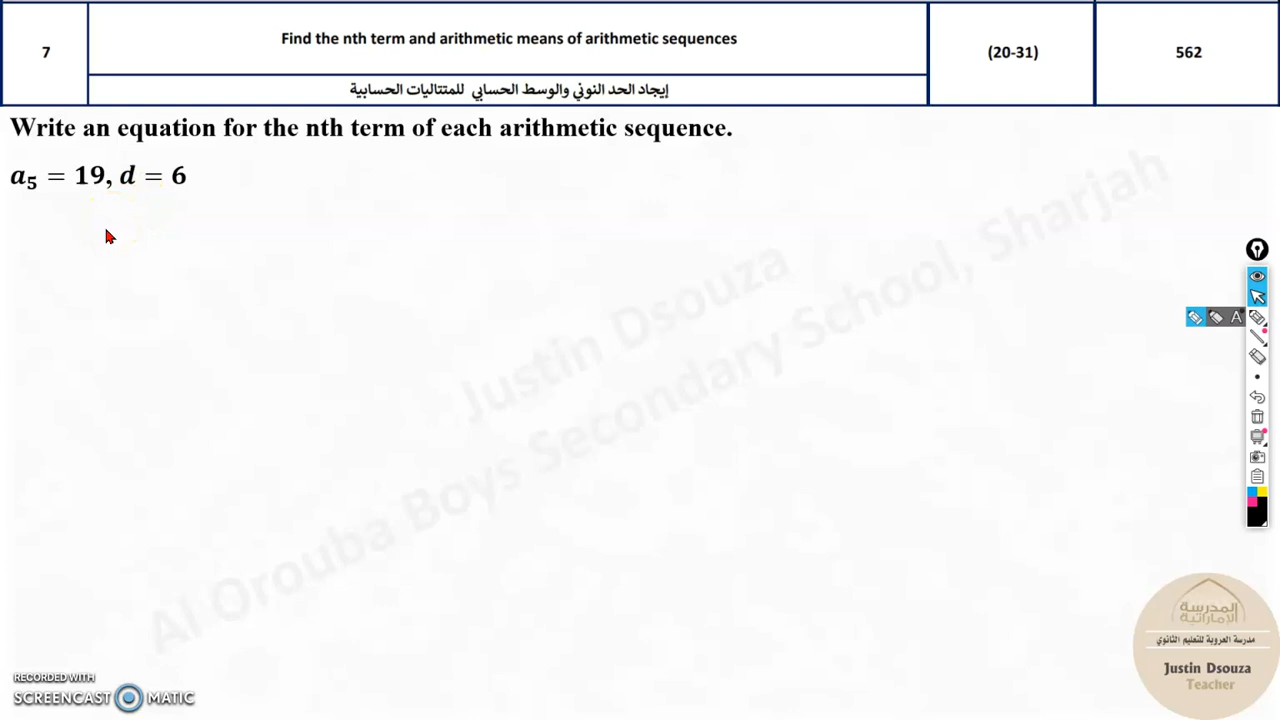 7
Find the nth term and arithmetic means of arithmetic sequences
(20-31)
562
إيجاد الحد النوني والوسط الحسابي للمتتاليات الحسابية
Write an equation for the nth term of each arithmetic sequence.
a₅ = 19, d = 6
Justin Dsouza
Al Orouba Boys Secondary School, Sharjah
A
المدرسة
الإماراتية
مدرسة العروبة للتعليم الثانوي
Justin Dsouza
Teacher
RECORDED WITH
SCREENCAST MATIC